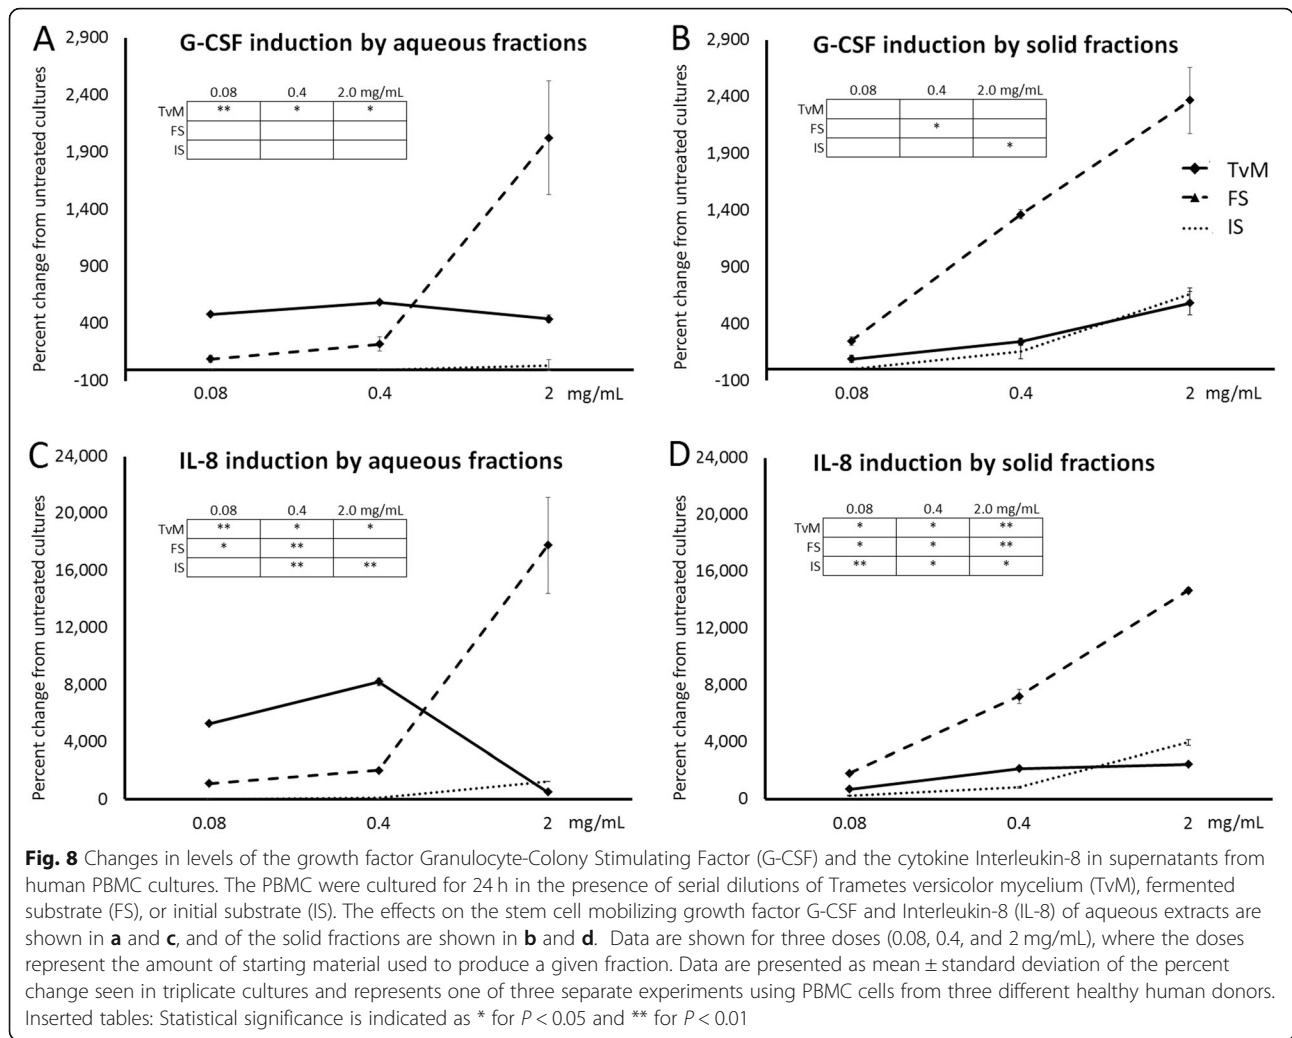 A
G-CSF induction by aqueous fractions
Percent change from untreated cultures
2,900
2,400
1,900
1,400
900
400
-100
0.08 0.4 2.0 mg/mL
TvM ** * *
FS
IS
0.08 0.4 2 mg/mL
B
G-CSF induction by solid fractions
Percent change from untreated cultures
2,900
2,400
1,900
1,400
900
400
-100
0.08 0.4 2.0 mg/mL
TvM
FS *
IS *
TvM
FS
IS
0.08 0.4 2 mg/mL
C
IL-8 induction by aqueous fractions
Percent change from untreated cultures
24,000
20,000
16,000
12,000
8,000
4,000
0
0.08 0.4 2.0 mg/mL
TvM ** * *
FS * **
IS ** **
0.08 0.4 2 mg/mL
D
IL-8 induction by solid fractions
Percent change from untreated cultures
24,000
20,000
16,000
12,000
8,000
4,000
0
0.08 0.4 2.0 mg/mL
TvM * * **
FS * * **
IS ** * *
0.08 0.4 2 mg/mL
Fig. 8 Changes in levels of the growth factor Granulocyte-Colony Stimulating Factor (G-CSF) and the cytokine Interleukin-8 in supernatants from
human PBMC cultures. The PBMC were cultured for 24 h in the presence of serial dilutions of Trametes versicolor mycelium (TvM), fermented
substrate (FS), or initial substrate (IS). The effects on the stem cell mobilizing growth factor G-CSF and Interleukin-8 (IL-8) of aqueous extracts are
shown in a and c, and of the solid fractions are shown in b and d. Data are shown for three doses (0.08, 0.4, and 2 mg/mL), where the doses
represent the amount of starting material used to produce a given fraction. Data are presented as mean ± standard deviation of the percent
change seen in triplicate cultures and represents one of three separate experiments using PBMC cells from three different healthy human donors.
Inserted tables: Statistical significance is indicated as * for P < 0.05 and ** for P < 0.01